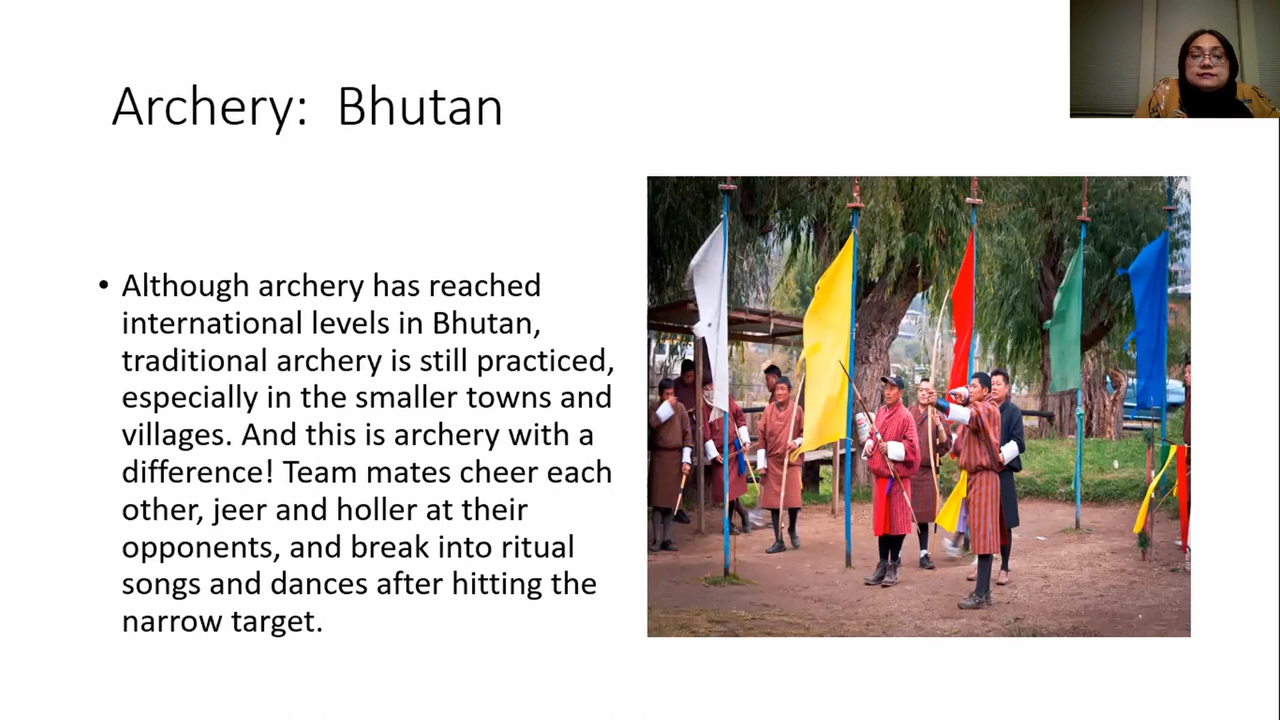 Archery:  Bhutan
• Although archery has reached
international levels in Bhutan,
traditional archery is still practiced,
especially in the smaller towns and
villages. And this is archery with a
difference! Team mates cheer each
other, jeer and holler at their
opponents, and break into ritual
songs and dances after hitting the
narrow target.